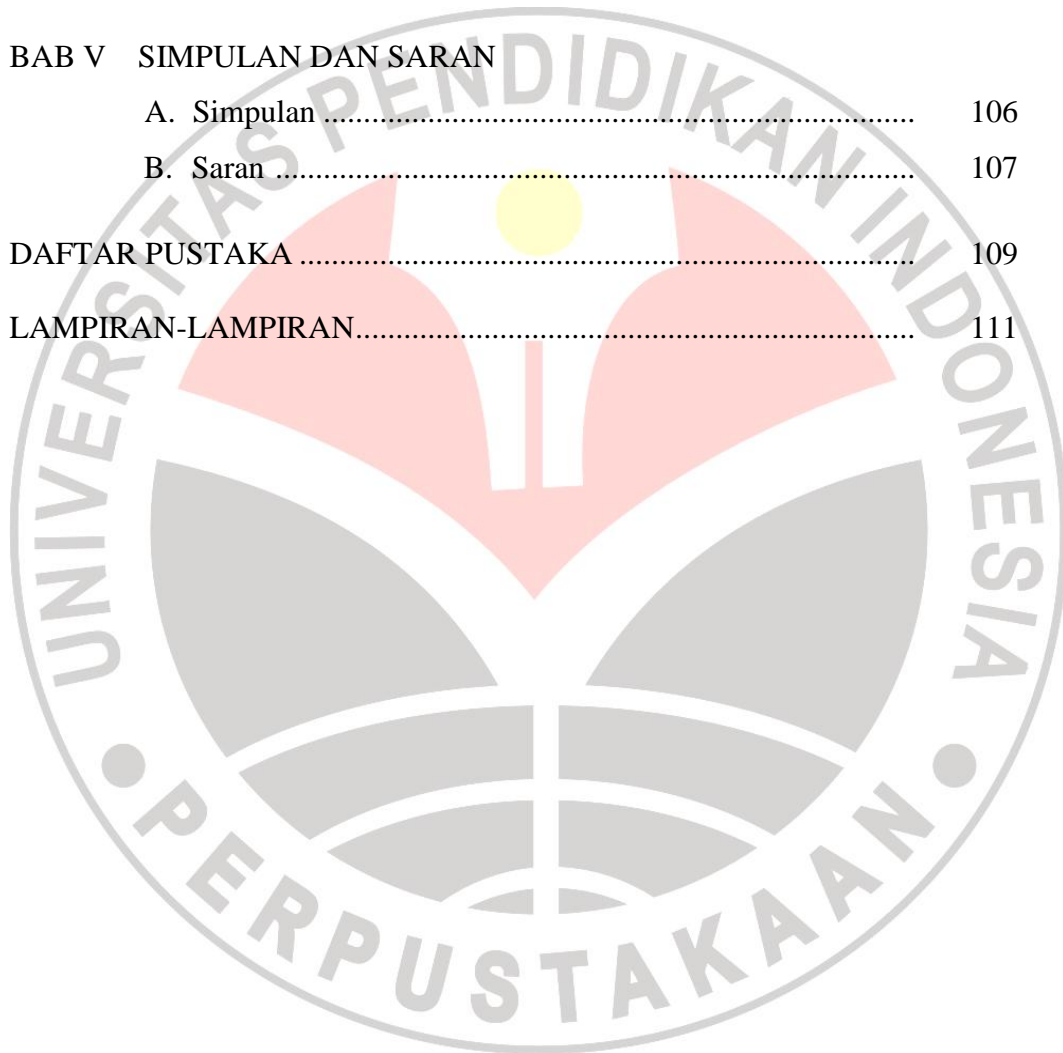 BAB V SIMPULAN DAN SARAN
A. Simpulan ........................................................................ 106
B. Saran .............................................................................. 107
DAFTAR PUSTAKA ........................................................................... 109
LAMPIRAN-LAMPIRAN.................................................................... 111
UNIVERSITAS PENDIDIKAN INDONESIA
PERPUSTAKAAN